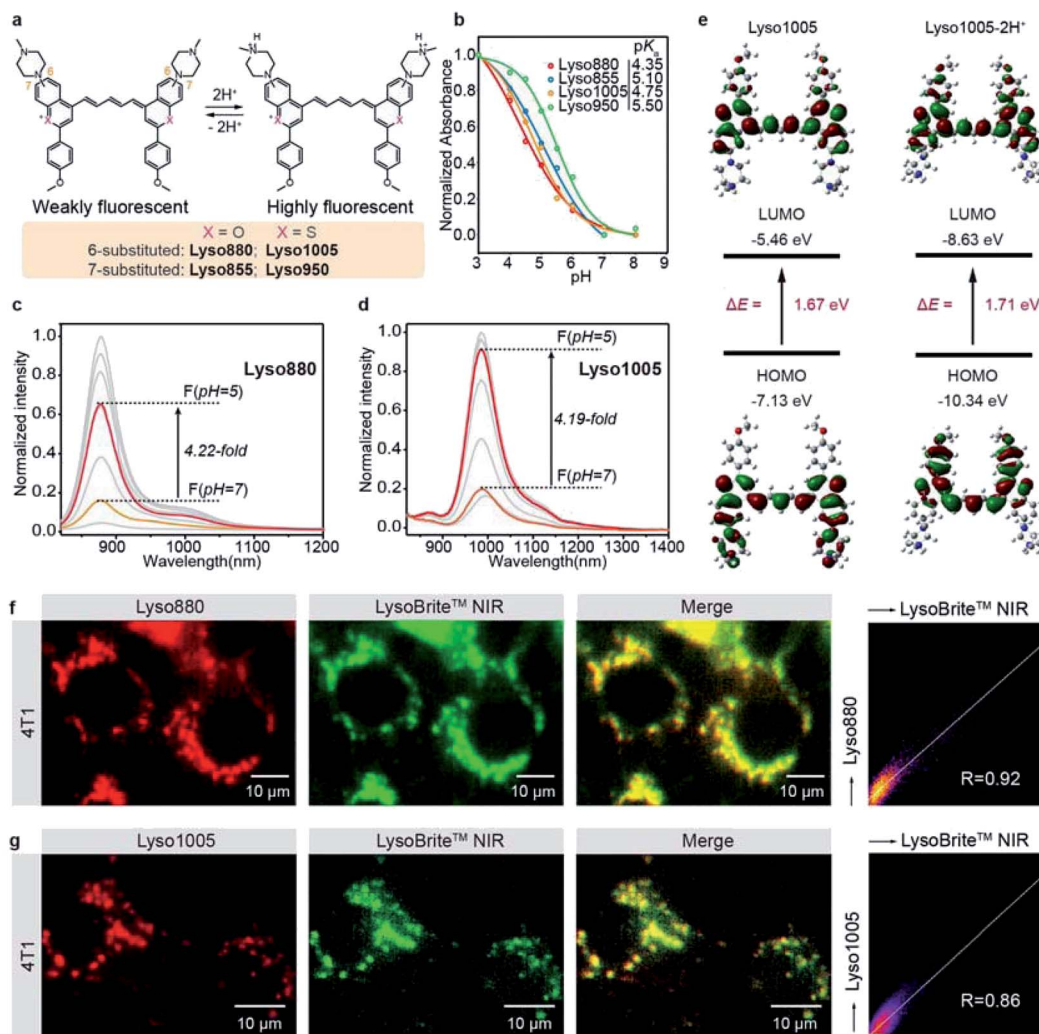 a
N
N
6
7
N
N
6
7
X
X
O
O
2H⁺
- 2H⁺
H
N⁺
N
H
N⁺
N
X
X
O
O
Weakly fluorescent
Highly fluorescent
X = O X = S
6-substituted: Lyso880; Lyso1005
7-substituted: Lyso855; Lyso950
b
Normalized Absorbance
1.0
0.8
0.6
0.4
0.2
0.0
pKa
Lyso880 4.35
Lyso855 5.10
Lyso1005 4.75
Lyso950 5.50
3 4 5 6 7 8 9
pH
c
Normalized intensity
1.0
0.8
0.6
0.4
0.2
0.0
Lyso880
F(pH=5)
4.22-fold
F(pH=7)
900 1000 1100 1200
Wavelength(nm)
d
Normalized intensity
1.0
0.8
0.6
0.4
0.2
0.0
F(pH=5)
Lyso1005
4.19-fold
F(pH=7)
900 1000 1100 1200 1300 1400
Wavelength(nm)
e
Lyso1005
Lyso1005-2H⁺
LUMO
-5.46 eV
LUMO
-8.63 eV
ΔE = 1.67 eV
ΔE = 1.71 eV
HOMO
-7.13 eV
HOMO
-10.34 eV
f
Lyso880
LysoBrite™ NIR
Merge
LysoBrite™ NIR
4T1
10 μm
10 μm
10 μm
Lyso880
R=0.92
g
Lyso1005
LysoBrite™ NIR
Merge
LysoBrite™ NIR
4T1
10 μm
10 μm
10 μm
Lyso1005
R=0.86